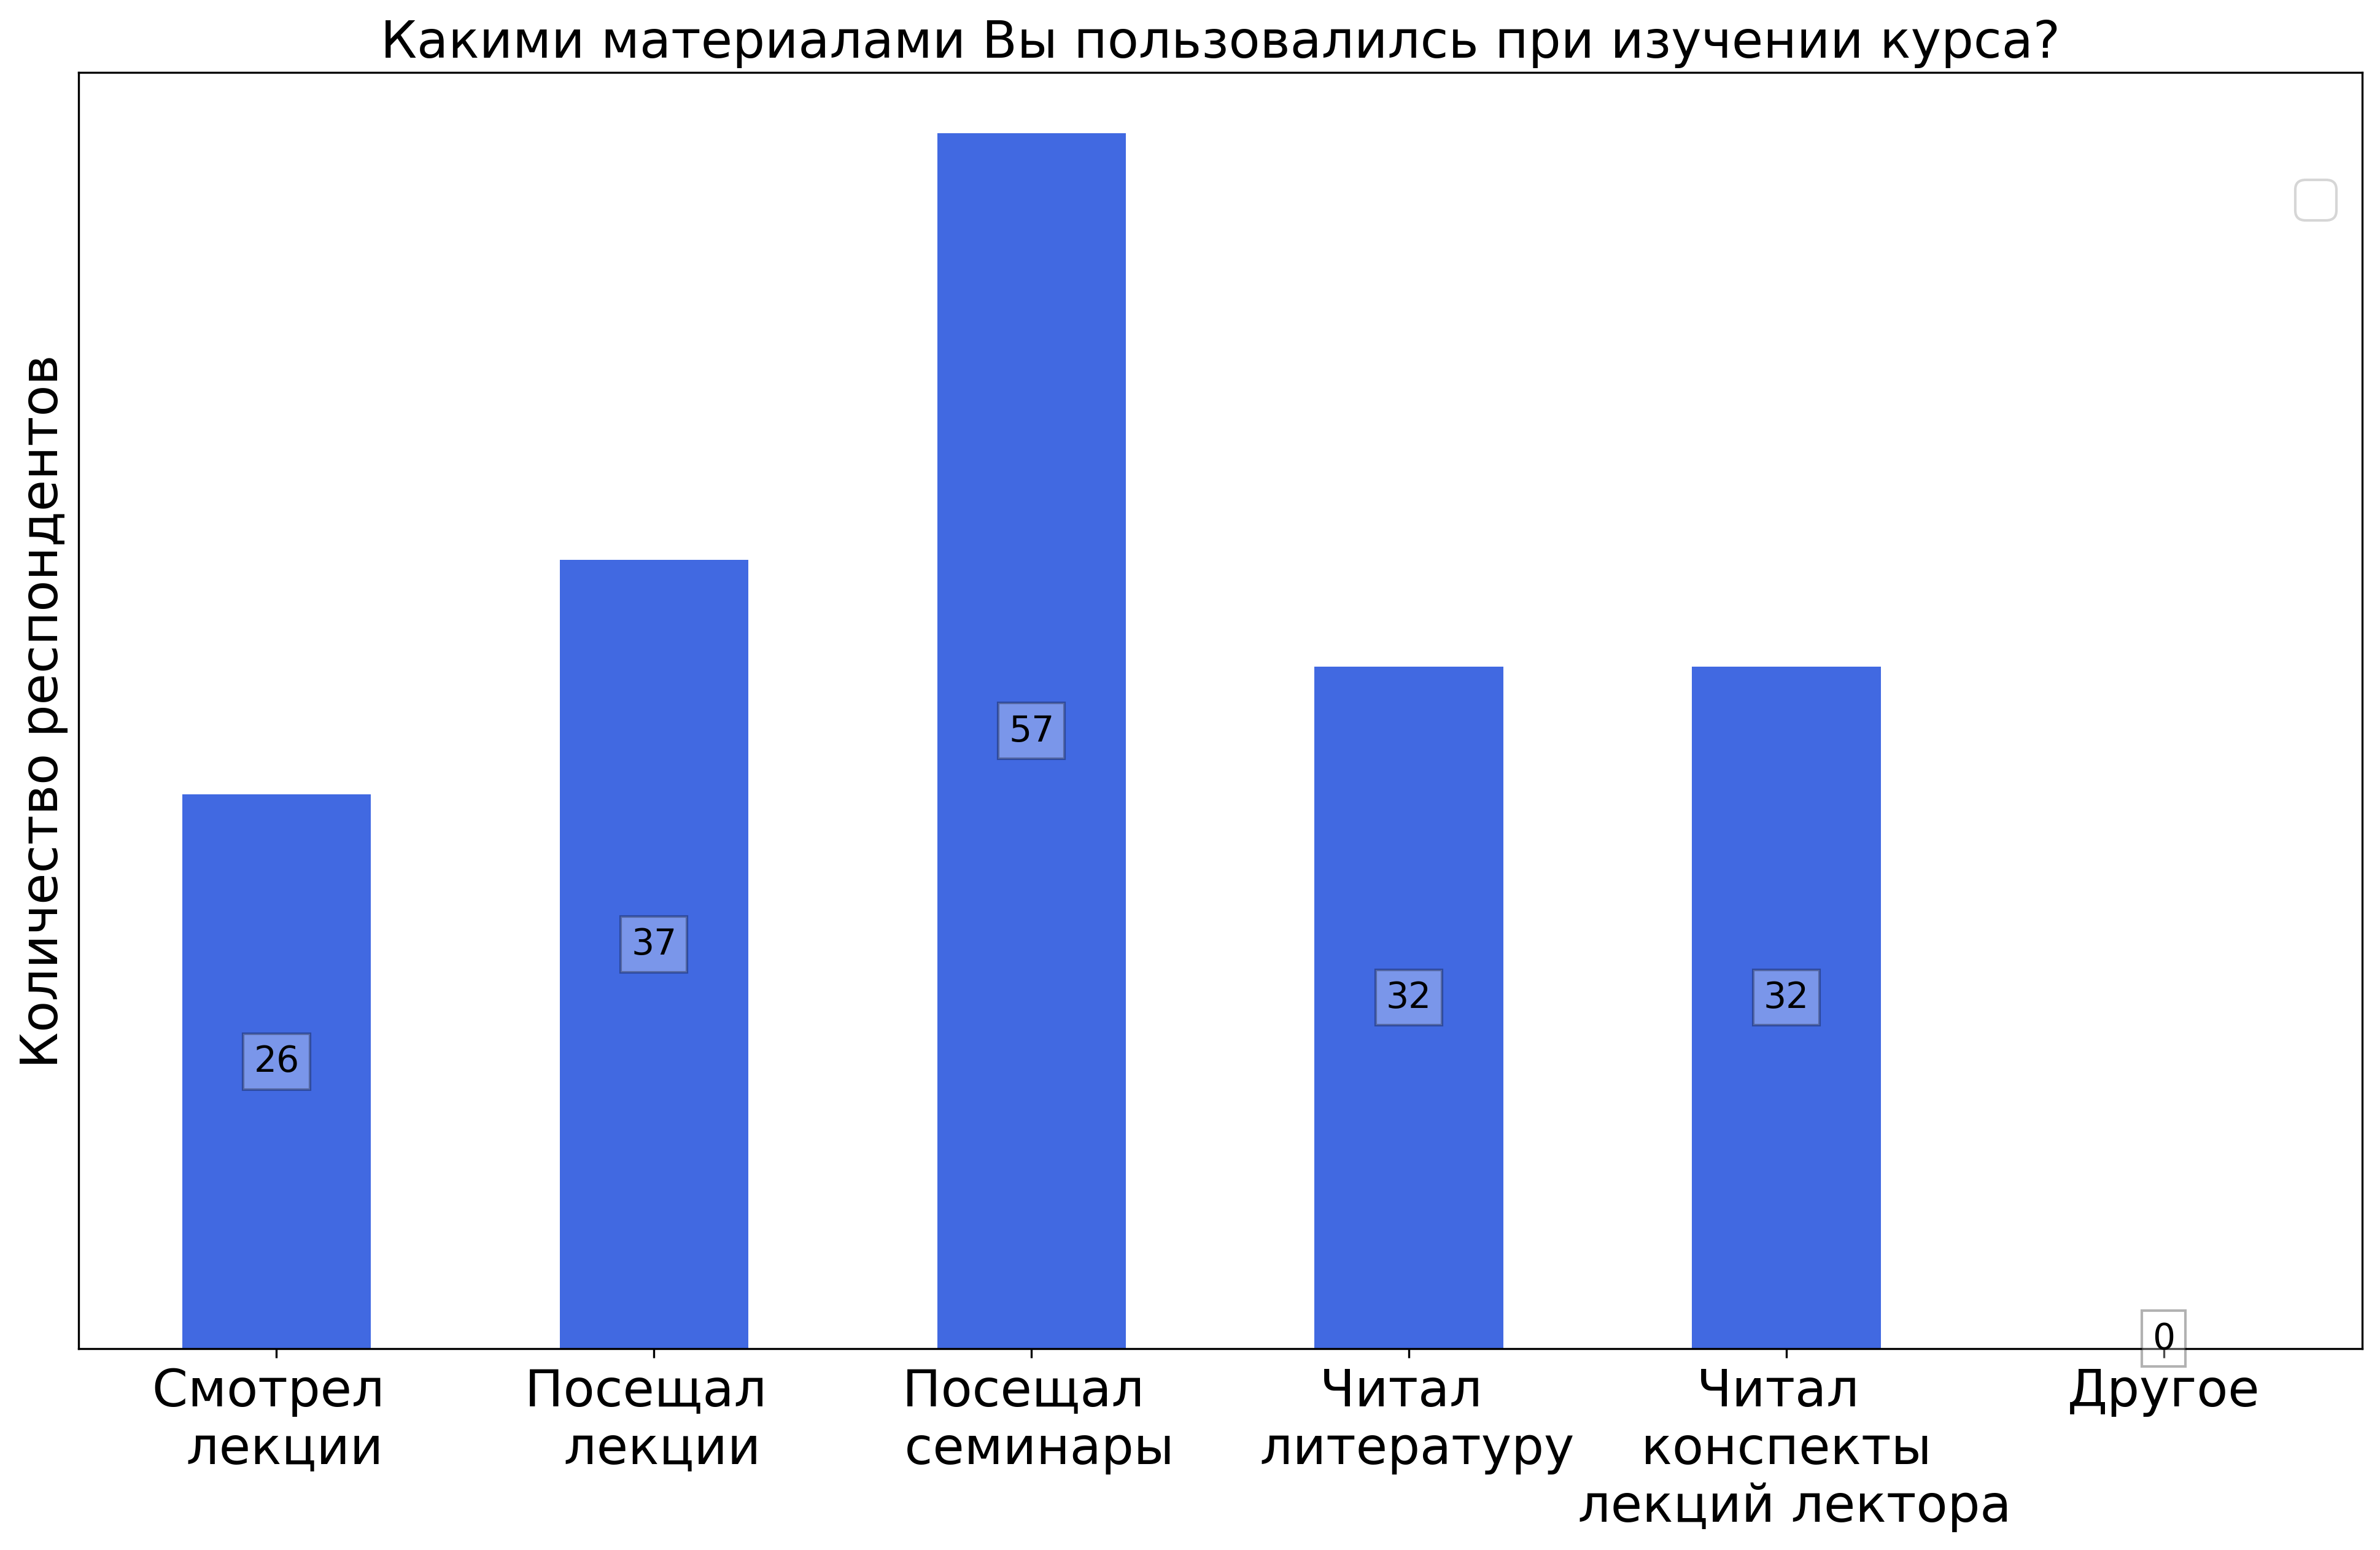 Какими материалами Вы пользовалилсь при изучении курса?
Количество респондентов
57
37
32
32
26
0
Смотрел
лекции
Посещал
лекции
Посещал
семинары
Читал
литературу
Читал
конспекты
лекций лектора
Другое